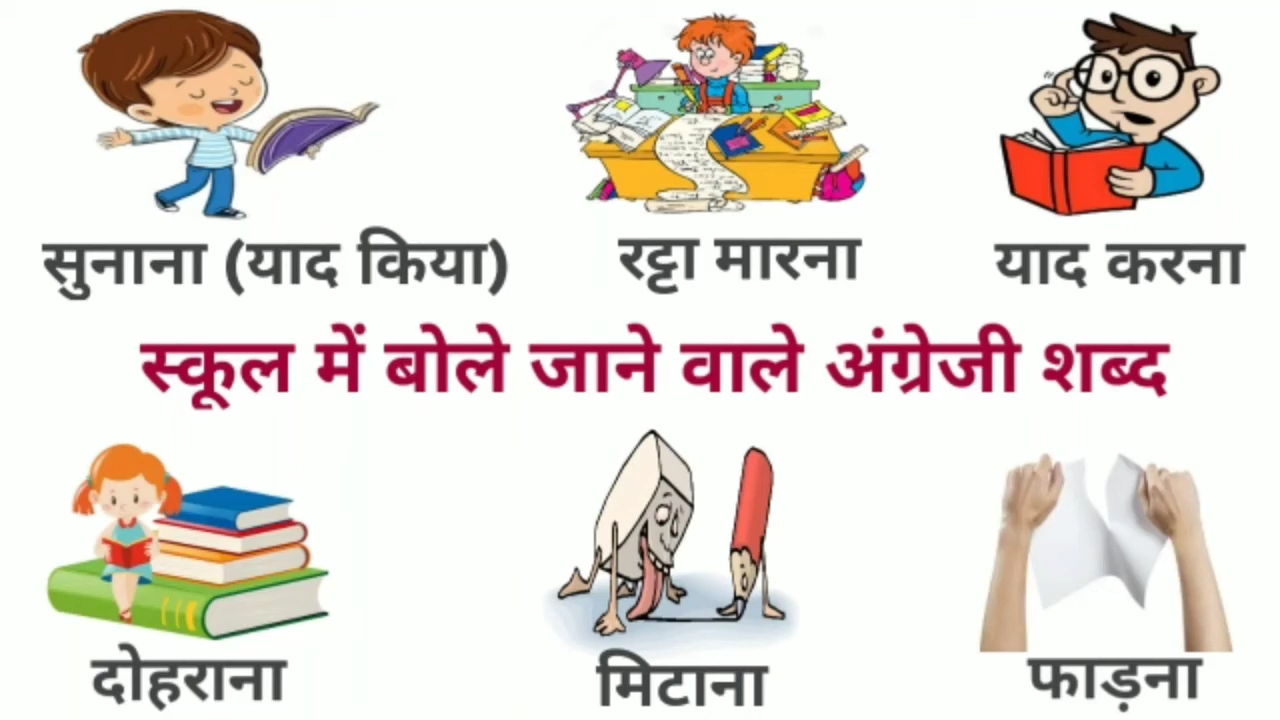 सुनाना (याद किया)
रट्टा मारना
याद करना
स्कूल में बोले जाने वाले अंग्रेजी शब्द
दोहराना
मिटाना
फाड़ना